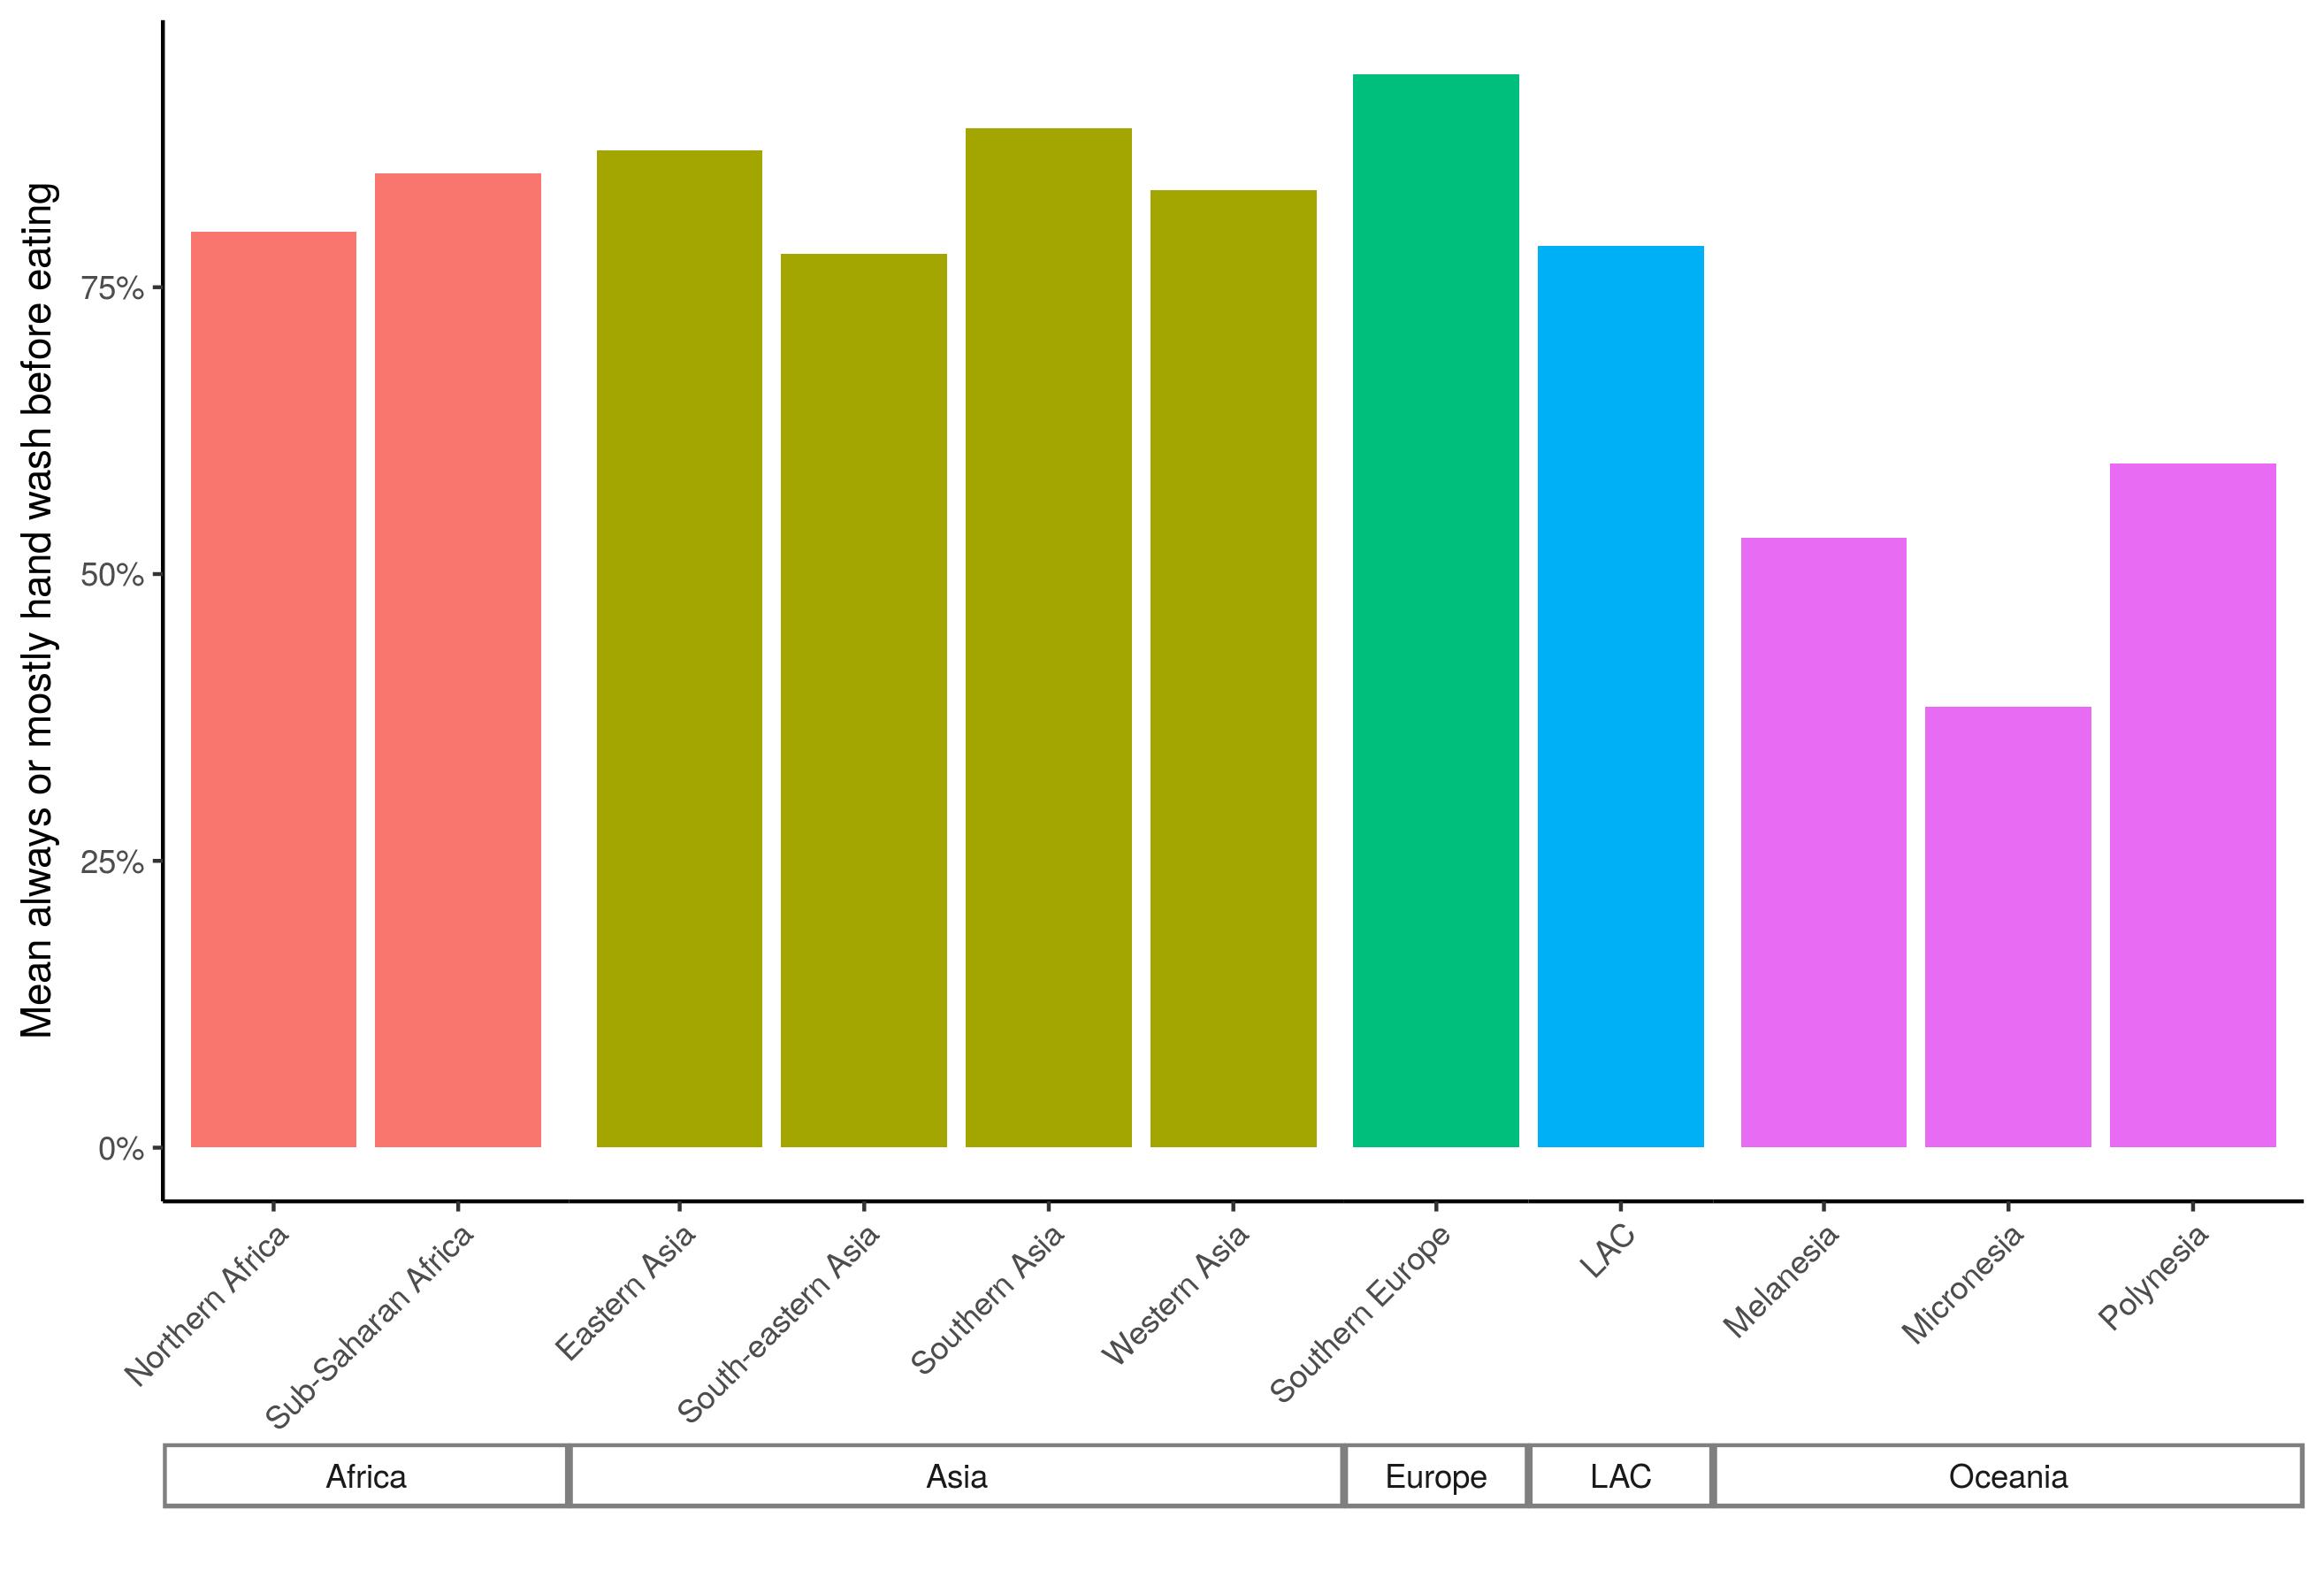 Mean always or mostly hand wash before eating
75%
50%
25%
0%
Northern Africa
Sub-Saharan Africa
Eastern Asia
South-eastern Asia
Southern Asia
Western Asia
Southern Europe
LAC
Melanesia
Micronesia
Polynesia
Africa
Asia
Europe
LAC
Oceania